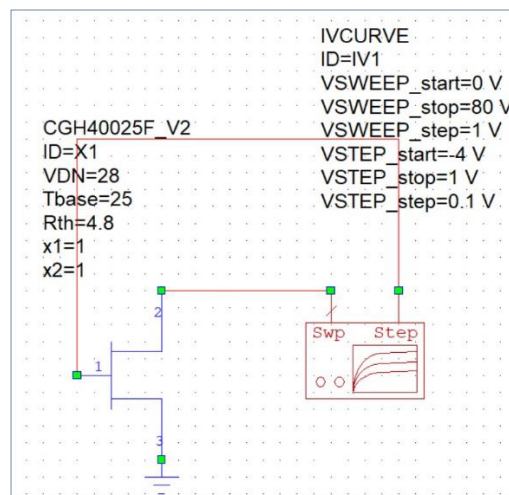 IVCURVE
ID=IV1
VSWEEP_start=0 V
VSWEEP_stop=80 V
VSWEEP_step=1 V
VSTEP_start=-4 V
VSTEP_stop=1 V
VSTEP_step=0.1 V
CGH40025F_V2
ID=X1
VDN=28
Tbase=25
Rth=4.8
x1=1
x2=1
2
Swp Step
1
3